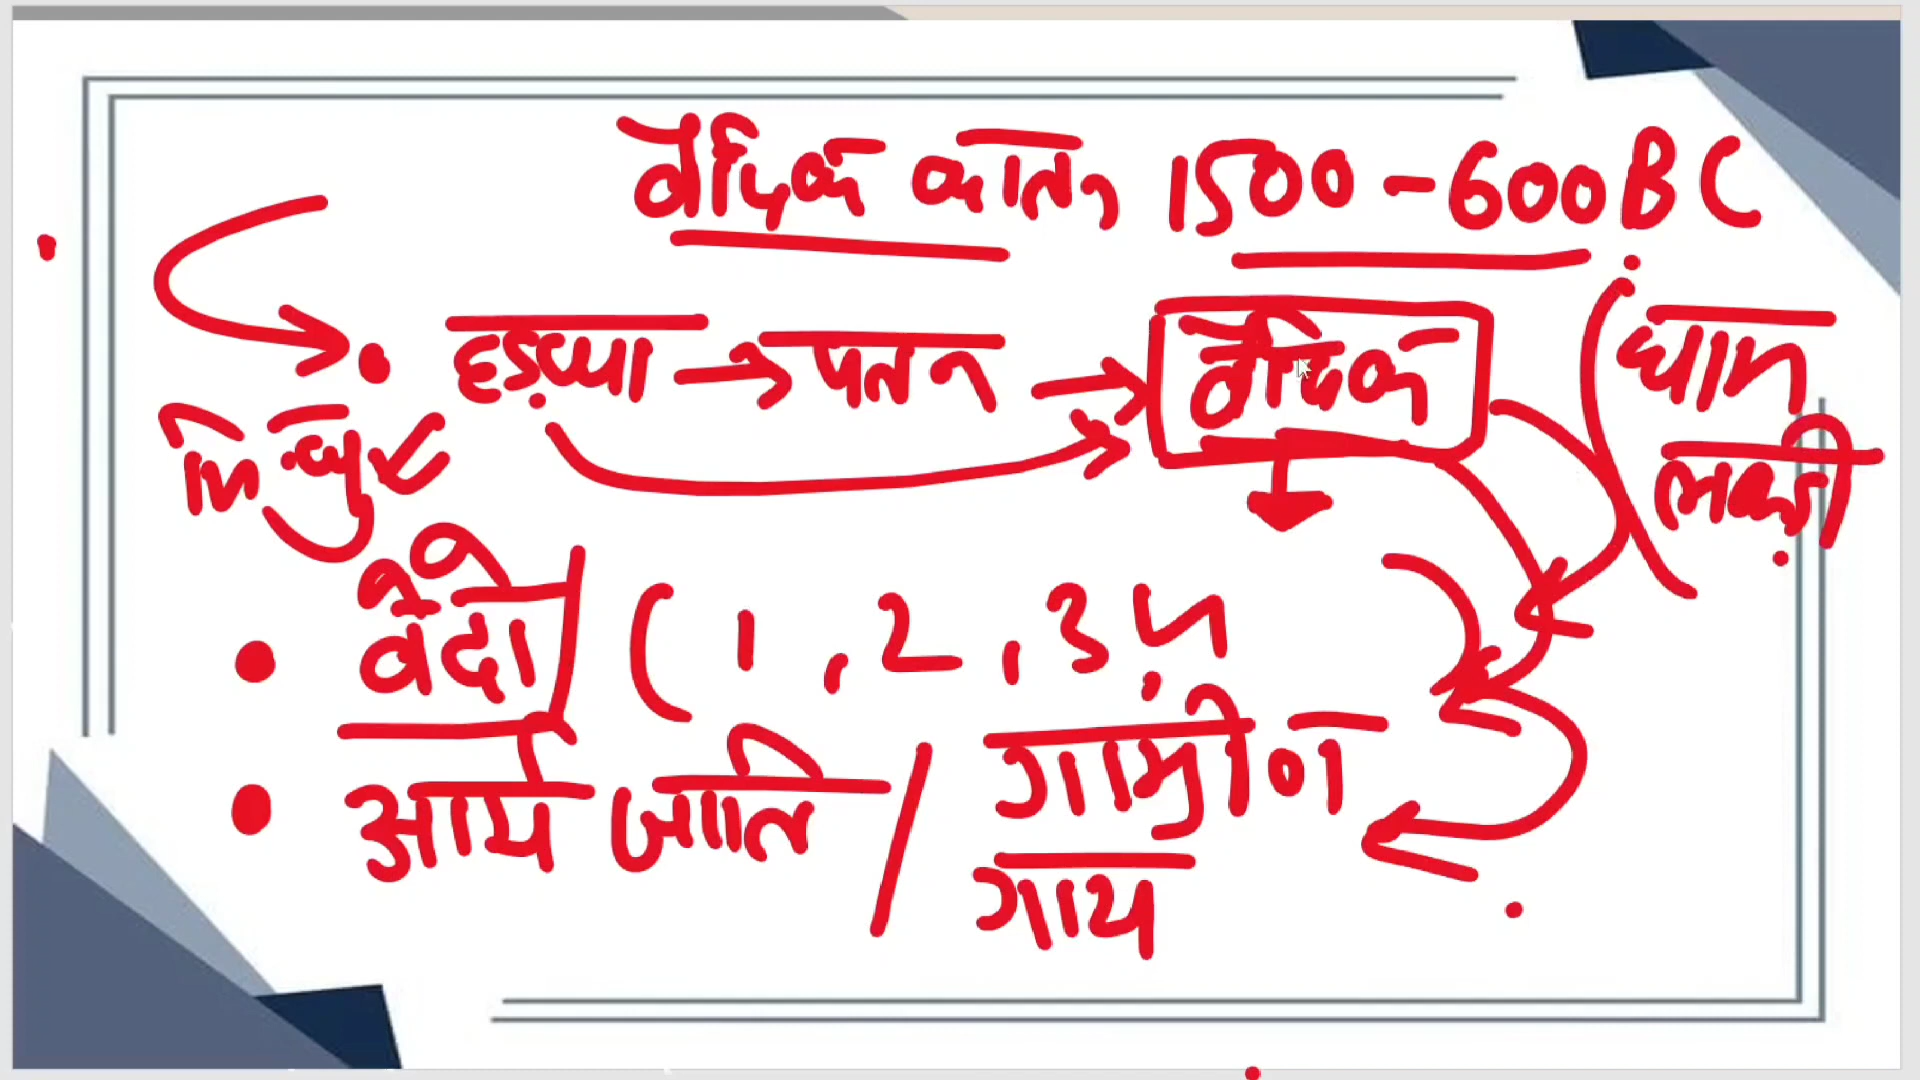 वैदिक काल 1500-600 BC
हड़प्पा → पतन → वैदिक
घास
लकड़ी
वेदो (1, 2, 3 4
आर्य जाति / ग्रामीण
गाय